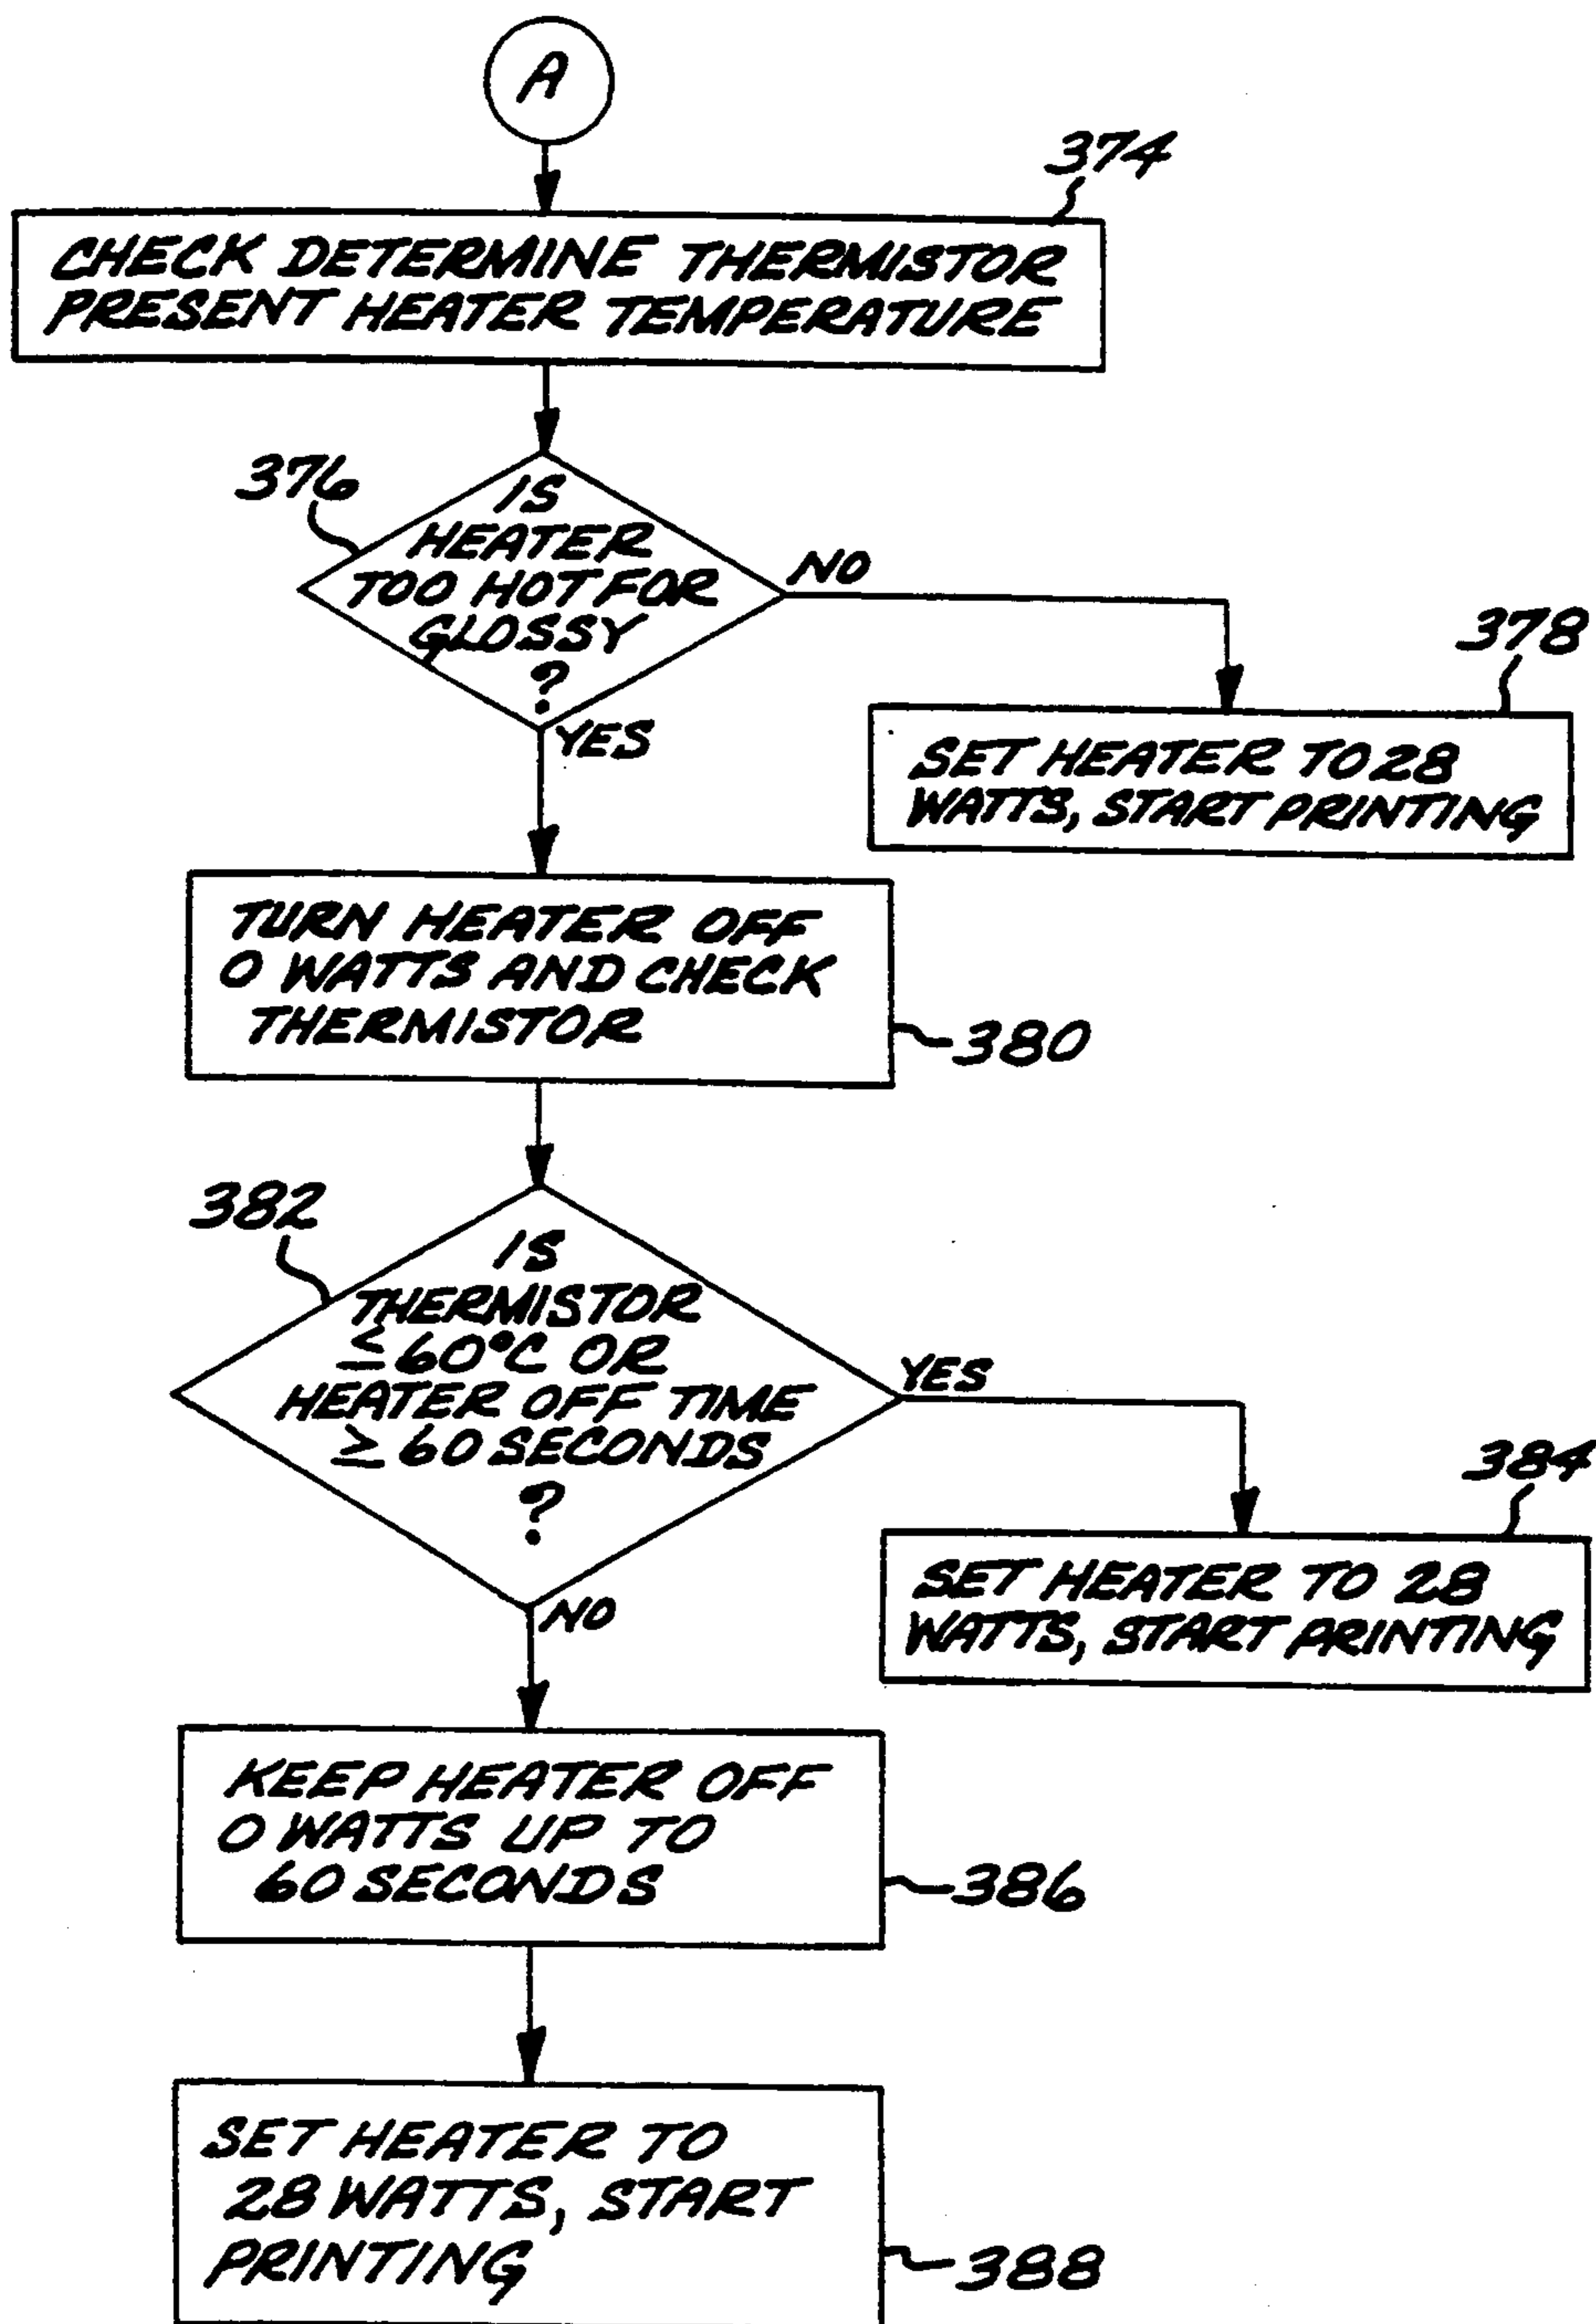 A
374
CHECK DETERMINE THERMISTOR
PRESENT HEATER TEMPERATURE
376
IS
HEATER
TOO HOT FOR
GLOSSY
?
NO
YES
378
SET HEATER TO 28
WATTS, START PRINTING
TURN HEATER OFF
0 WATTS AND CHECK
THERMISTOR
380
382
IS
THERMISTOR
≤ 60°C OR
HEATER OFF TIME
≥ 60 SECONDS
?
YES
NO
384
SET HEATER TO 28
WATTS, START PRINTING
KEEP HEATER OFF
0 WATTS UP TO
60 SECONDS
386
SET HEATER TO
28 WATTS, START
PRINTING
388